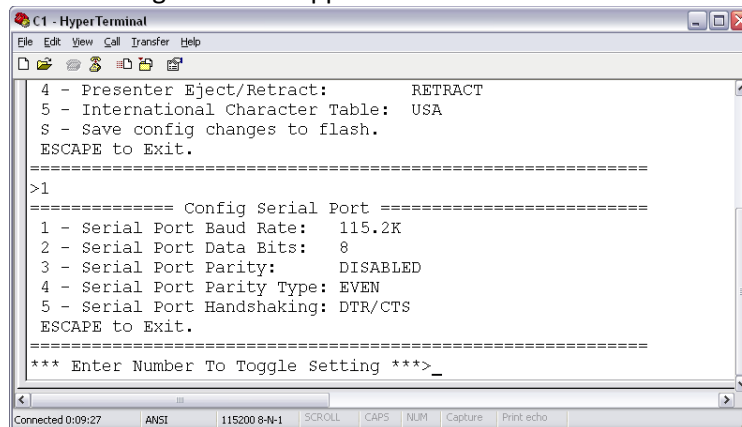 C1 - HyperTerminal
File Edit View Call Transfer Help
4 - Presenter Eject/Retract: RETRACT
5 - International Character Table: USA
S - Save config changes to flash.
ESCAPE to Exit.
============================================================
>1
============== Config Serial Port ==========================
1 - Serial Port Baud Rate: 115.2K
2 - Serial Port Data Bits: 8
3 - Serial Port Parity: DISABLED
4 - Serial Port Parity Type: EVEN
5 - Serial Port Handshaking: DTR/CTS
ESCAPE to Exit.
============================================================
*** Enter Number To Toggle Setting ***>_
Connected 0:09:27 ANSI 115200 8-N-1 SCROLL CAPS NUM Capture Print echo